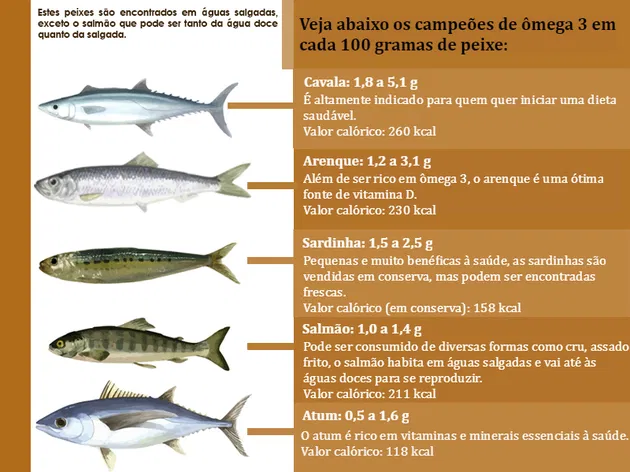 Estes peixes são encontrados em águas salgadas,
exceto o salmão que pode ser tanto da água doce
quanto da salgada.
Veja abaixo os campeões de ômega 3 em
cada 100 gramas de peixe:
Cavala: 1,8 a 5,1 g
É altamente indicado para quem quer iniciar uma dieta
saudável.
Valor calórico: 260 kcal
Arenque: 1,2 a 3,1 g
Além de ser rico em ômega 3, o arenque é uma ótima
fonte de vitamina D.
Valor calórico: 230 kcal
Sardinha: 1,5 a 2,5 g
Pequenas e muito benéficas à saúde, as sardinhas são
vendidas em conserva, mas podem ser encontradas
frescas.
Valor calórico (em conserva): 158 kcal
Salmão: 1,0 a 1,4 g
Pode ser consumido de diversas formas como cru, assado
frito, o salmão habita em águas salgadas e vai até às
águas doces para se reproduzir.
Valor calórico: 211 kcal
Atum: 0,5 a 1,6 g
O atum é rico em vitaminas e minerais essenciais à saúde.
Valor calórico: 118 kcal